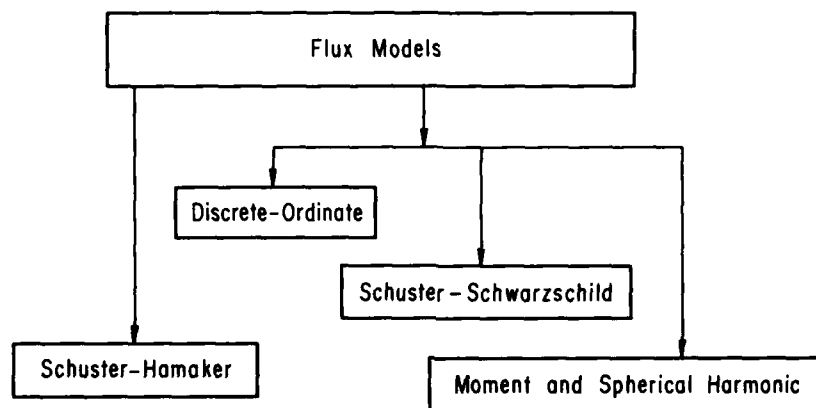 Flux Models
Discrete-Ordinate
Schuster-Schwarzschild
Schuster-Hamaker
Moment and Spherical Harmonic